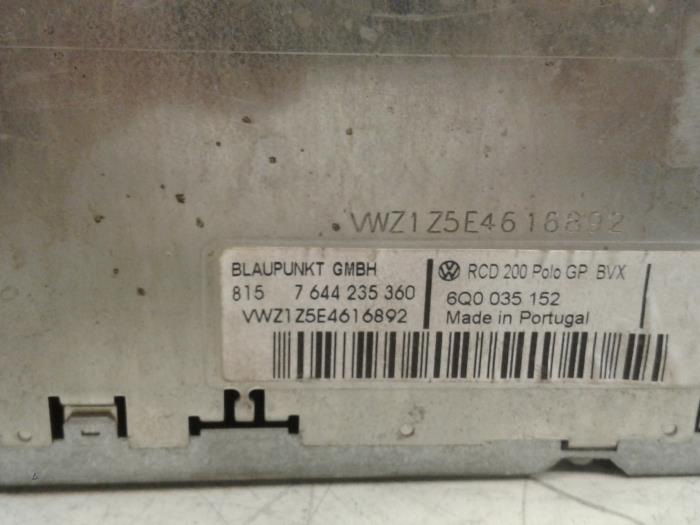 VWZ1Z5E4616892
BLAUPUNKT GMBH
815 7 644 235 360
VWZ1Z5E4616892
RCD 200 Polo GP BVX
6Q0 035 152
Made in Portugal